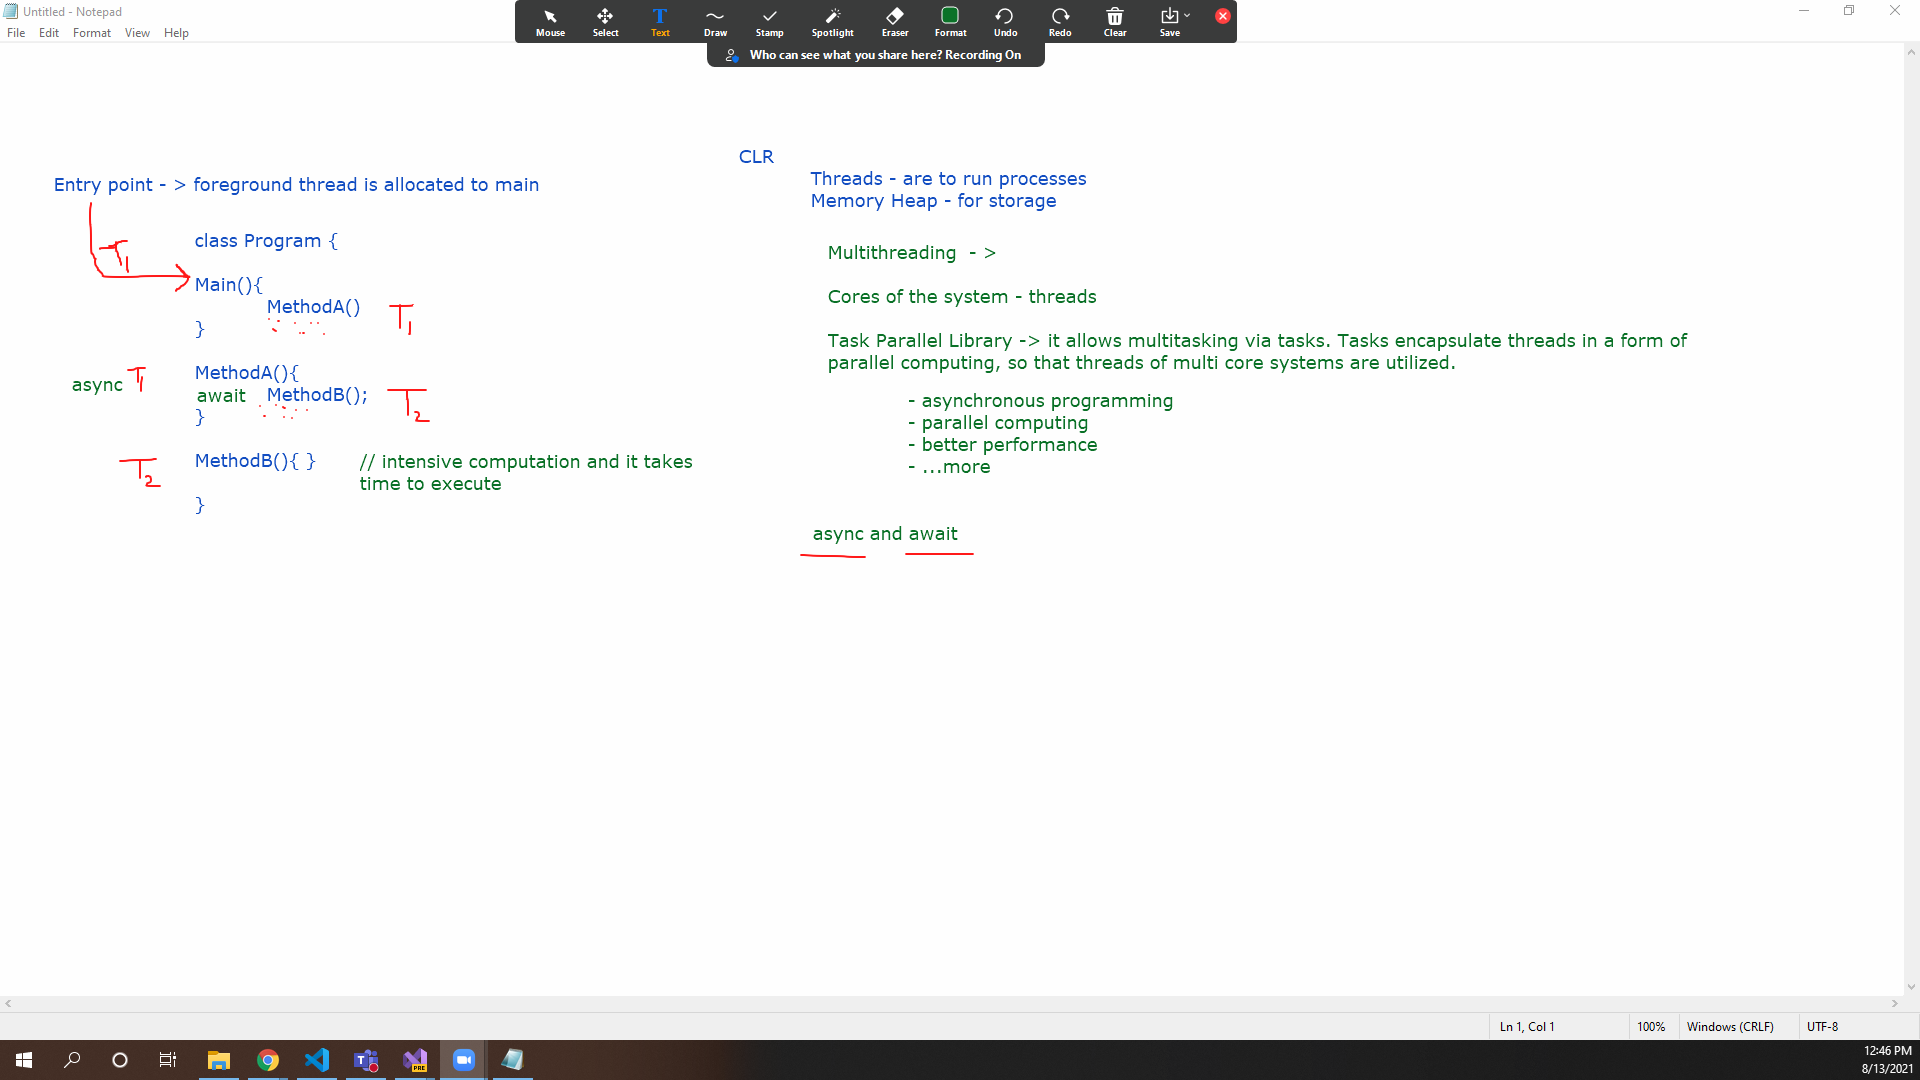 Untitled - Notepad
File Edit Format View Help
Mouse Select Text Draw Stamp Spotlight Eraser Format Undo Redo Clear Save
Who can see what you share here? Recording On
Entry point - > foreground thread is allocated to main
T1
class Program {
Main(){
MethodA() T1
}
async T1
MethodA(){
await MethodB(); T2
}
T2 MethodB(){ } // intensive computation and it takes
time to execute
}
CLR
Threads - are to run processes
Memory Heap - for storage
Multithreading - >
Cores of the system - threads
Task Parallel Library -> it allows multitasking via tasks. Tasks encapsulate threads in a form of
parallel computing, so that threads of multi core systems are utilized.
- asynchronous programming
- parallel computing
- better performance
- ...more
async and await
Ln 1, Col 1 100% Windows (CRLF) UTF-8
PRE
12:46 PM
8/13/2021